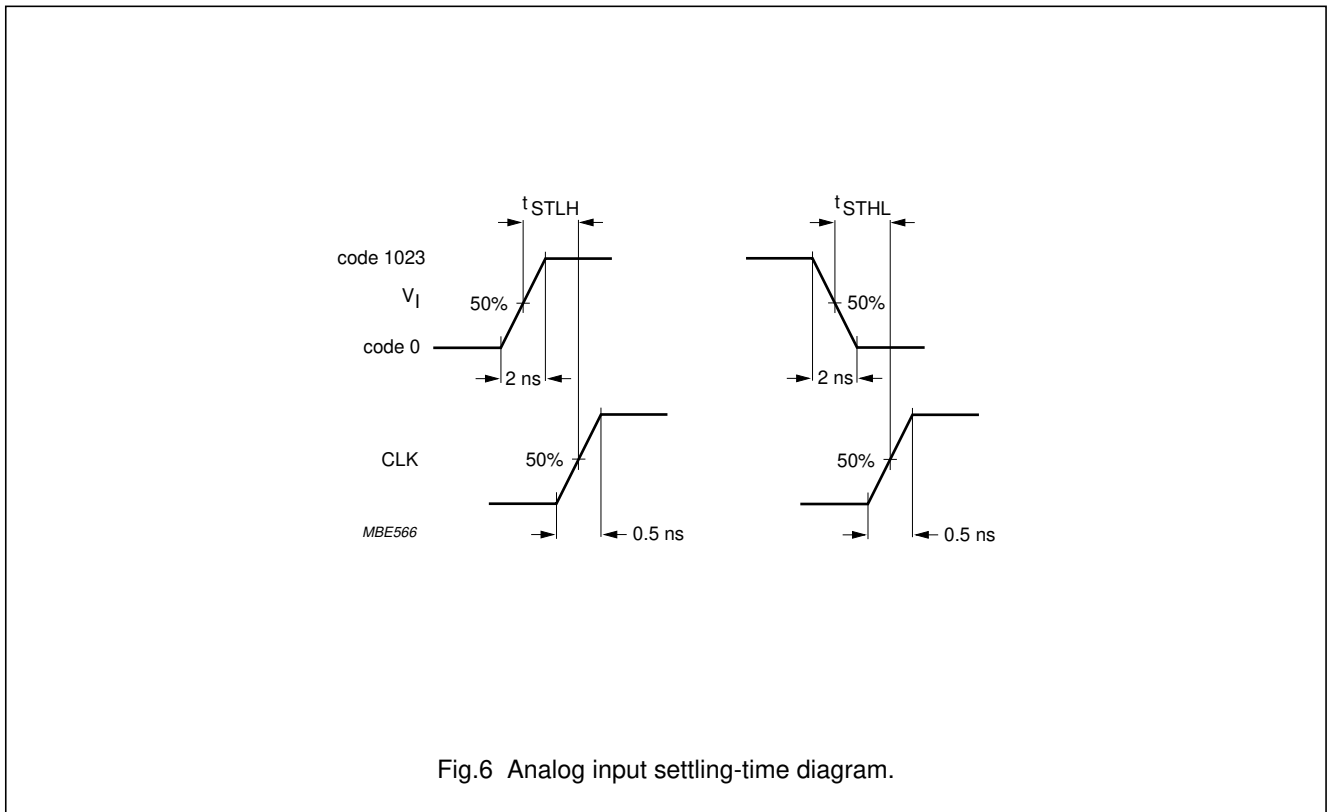 tSTLH
tSTHL
code 1023
VI
50%
50%
code 0
2 ns
2 ns
CLK
50%
50%
MBE566
0.5 ns
0.5 ns
Fig.6 Analog input settling-time diagram.